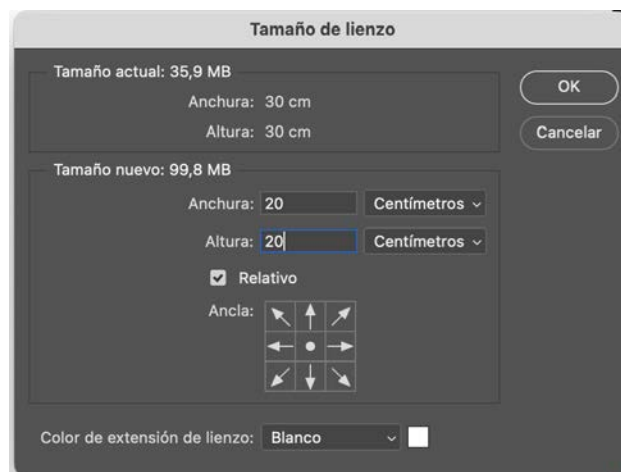 Tamaño de lienzo
Tamaño actual: 35,9 MB
OK
Anchura: 30 cm
Altura: 30 cm
Cancelar
Tamaño nuevo: 99,8 MB
Anchura: 20 Centímetros
Altura: 20 Centímetros
Relativo
Ancla:
Color de extensión de lienzo: Blanco